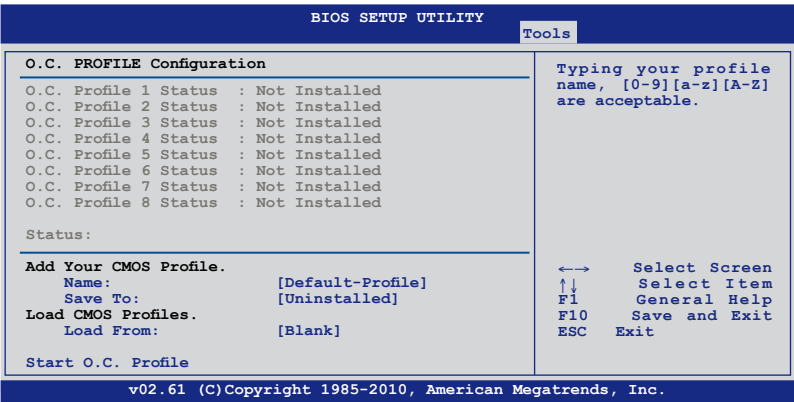 BIOS SETUP UTILITY
Tools
O.C. PROFILE Configuration
O.C. Profile 1 Status : Not Installed
O.C. Profile 2 Status : Not Installed
O.C. Profile 3 Status : Not Installed
O.C. Profile 4 Status : Not Installed
O.C. Profile 5 Status : Not Installed
O.C. Profile 6 Status : Not Installed
O.C. Profile 7 Status : Not Installed
O.C. Profile 8 Status : Not Installed
Status:
Add Your CMOS Profile.
Name: [Default-Profile]
Save To: [Uninstalled]
Load CMOS Profiles.
Load From: [Blank]
Start O.C. Profile
Typing your profile
name, [0-9][a-z][A-Z]
are acceptable.
←→ Select Screen
↑↓ Select Item
F1 General Help
F10 Save and Exit
ESC Exit
v02.61 (C)Copyright 1985-2010, American Megatrends, Inc.